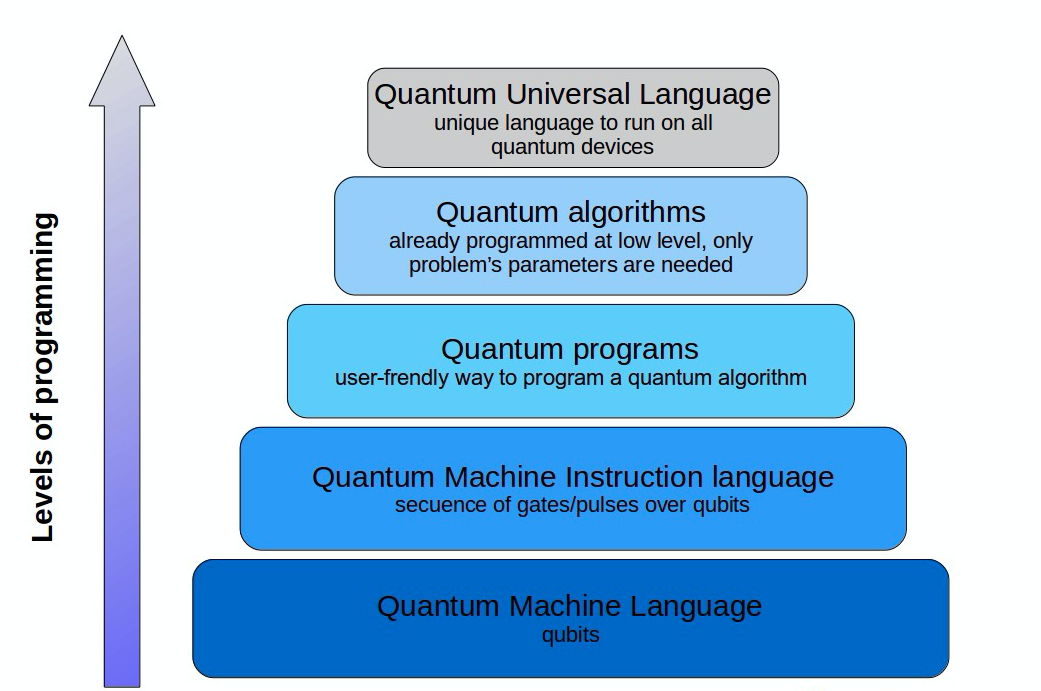 Levels of programming
Quantum Universal Language
unique language to run on all
quantum devices
Quantum algorithms
already programmed at low level, only
problem’s parameters are needed
Quantum programs
user-frendly way to program a quantum algorithm
Quantum Machine Instruction language
secuence of gates/pulses over qubits
Quantum Machine Language
qubits